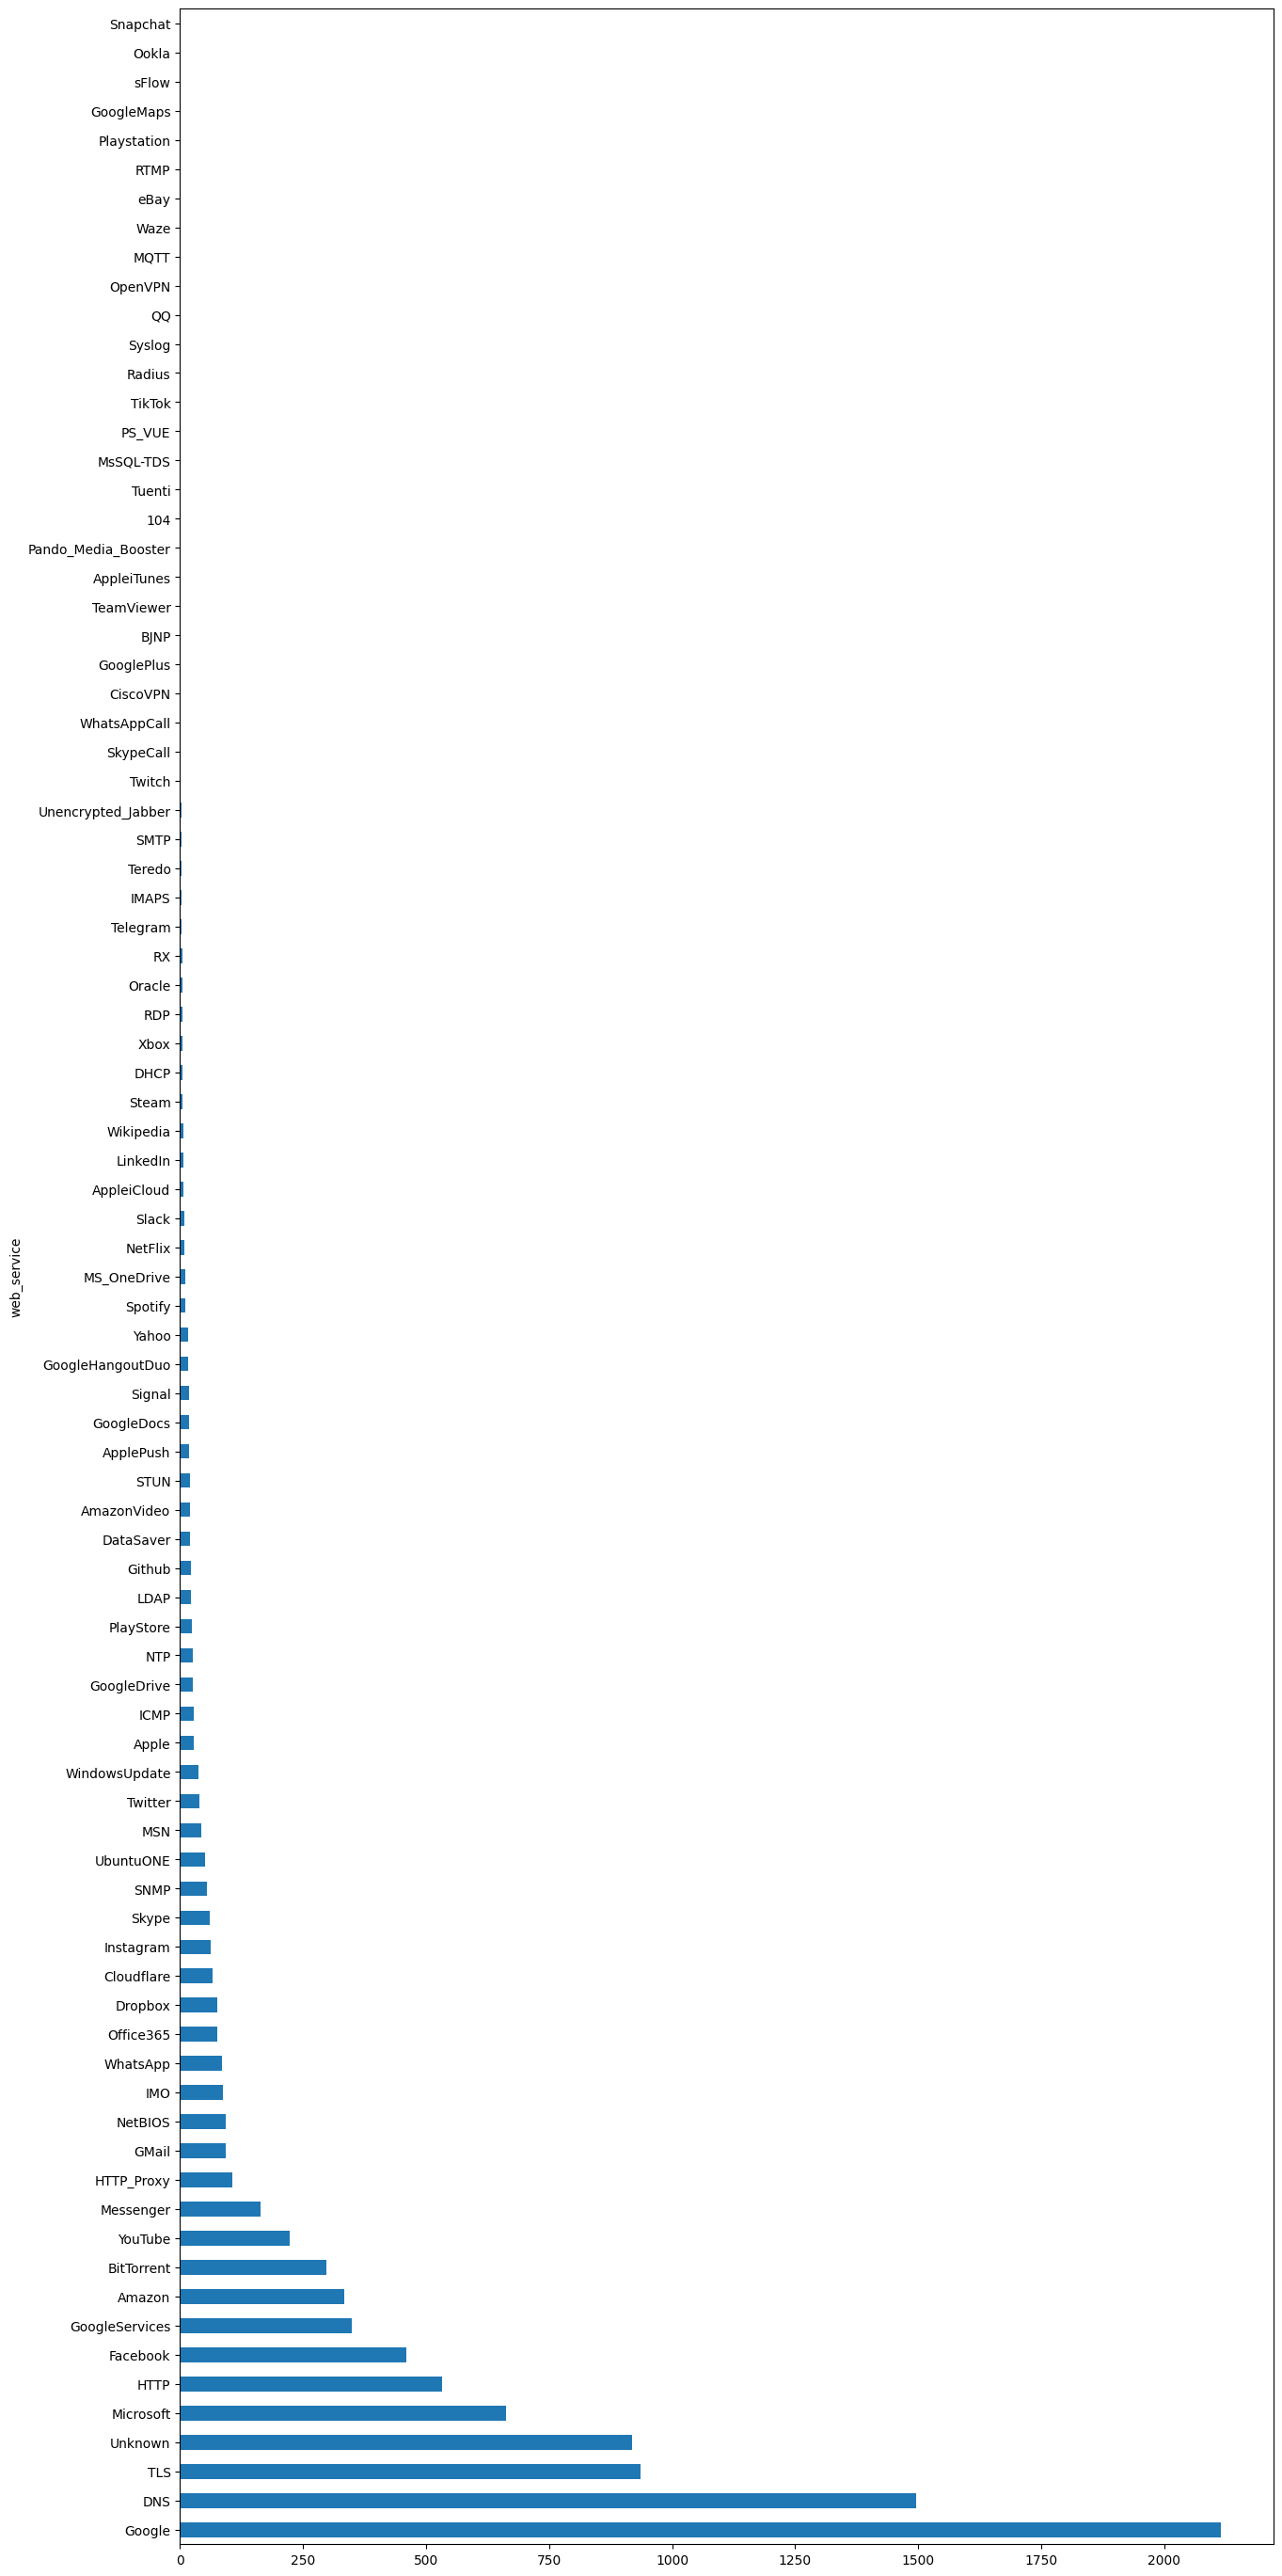 Snapchat
Ookla
sFlow
GoogleMaps
Playstation
RTMP
eBay
Waze
MQTT
OpenVPN
QQ
Syslog
Radius
TikTok
PS_VUE
MsSQL-TDS
Tuenti
104
Pando_Media_Booster
AppleiTunes
TeamViewer
BJNP
GooglePlus
CiscoVPN
WhatsAppCall
SkypeCall
Twitch
Unencrypted_Jabber
SMTP
Teredo
IMAPS
Telegram
RX
Oracle
RDP
Xbox
DHCP
Steam
Wikipedia
LinkedIn
AppleiCloud
Slack
NetFlix
MS_OneDrive
Spotify
Yahoo
GoogleHangoutDuo
Signal
GoogleDocs
ApplePush
STUN
AmazonVideo
DataSaver
Github
LDAP
PlayStore
NTP
GoogleDrive
ICMP
Apple
WindowsUpdate
Twitter
MSN
UbuntuONE
SNMP
Skype
Instagram
Cloudflare
Dropbox
Office365
WhatsApp
IMO
NetBIOS
GMail
HTTP_Proxy
Messenger
YouTube
BitTorrent
Amazon
GoogleServices
Facebook
HTTP
Microsoft
Unknown
TLS
DNS
Google
web_service
0 250 500 750 1000 1250 1500 1750 2000